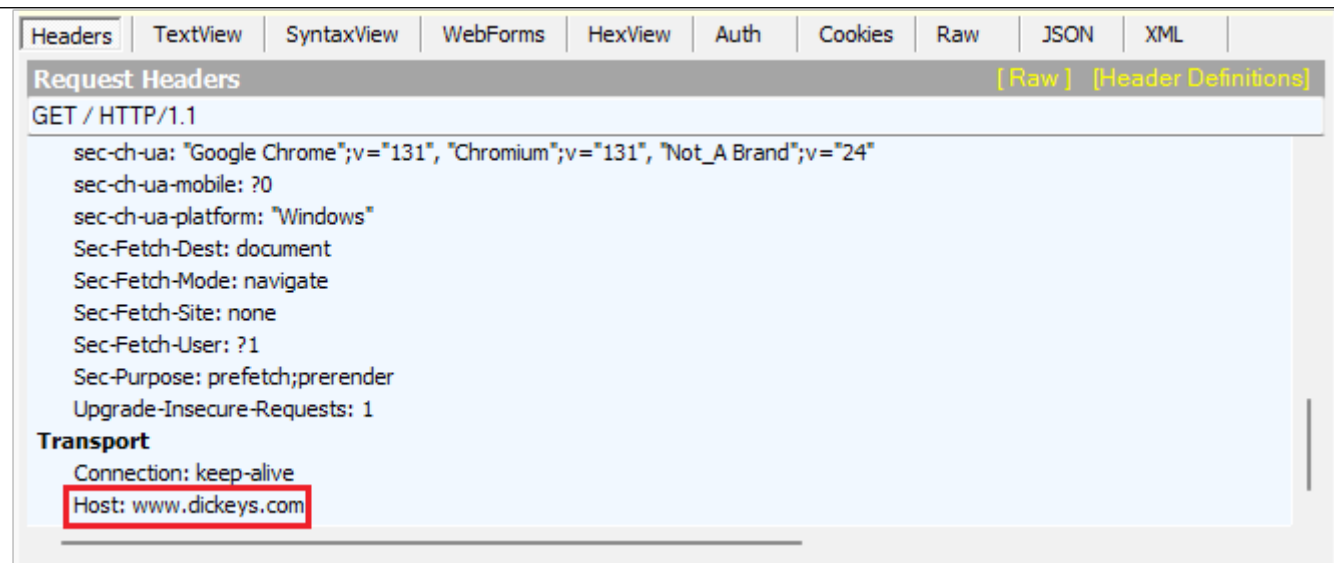 Headers TextView SyntaxView WebForms HexView Auth Cookies Raw JSON XML
Request Headers [ Raw ] [Header Definitions]
GET / HTTP/1.1
sec-ch-ua: "Google Chrome";v="131", "Chromium";v="131", "Not_A Brand";v="24"
sec-ch-ua-mobile: ?0
sec-ch-ua-platform: "Windows"
Sec-Fetch-Dest: document
Sec-Fetch-Mode: navigate
Sec-Fetch-Site: none
Sec-Fetch-User: ?1
Sec-Purpose: prefetch;prerender
Upgrade-Insecure-Requests: 1
Transport
Connection: keep-alive
Host: www.dickeys.com